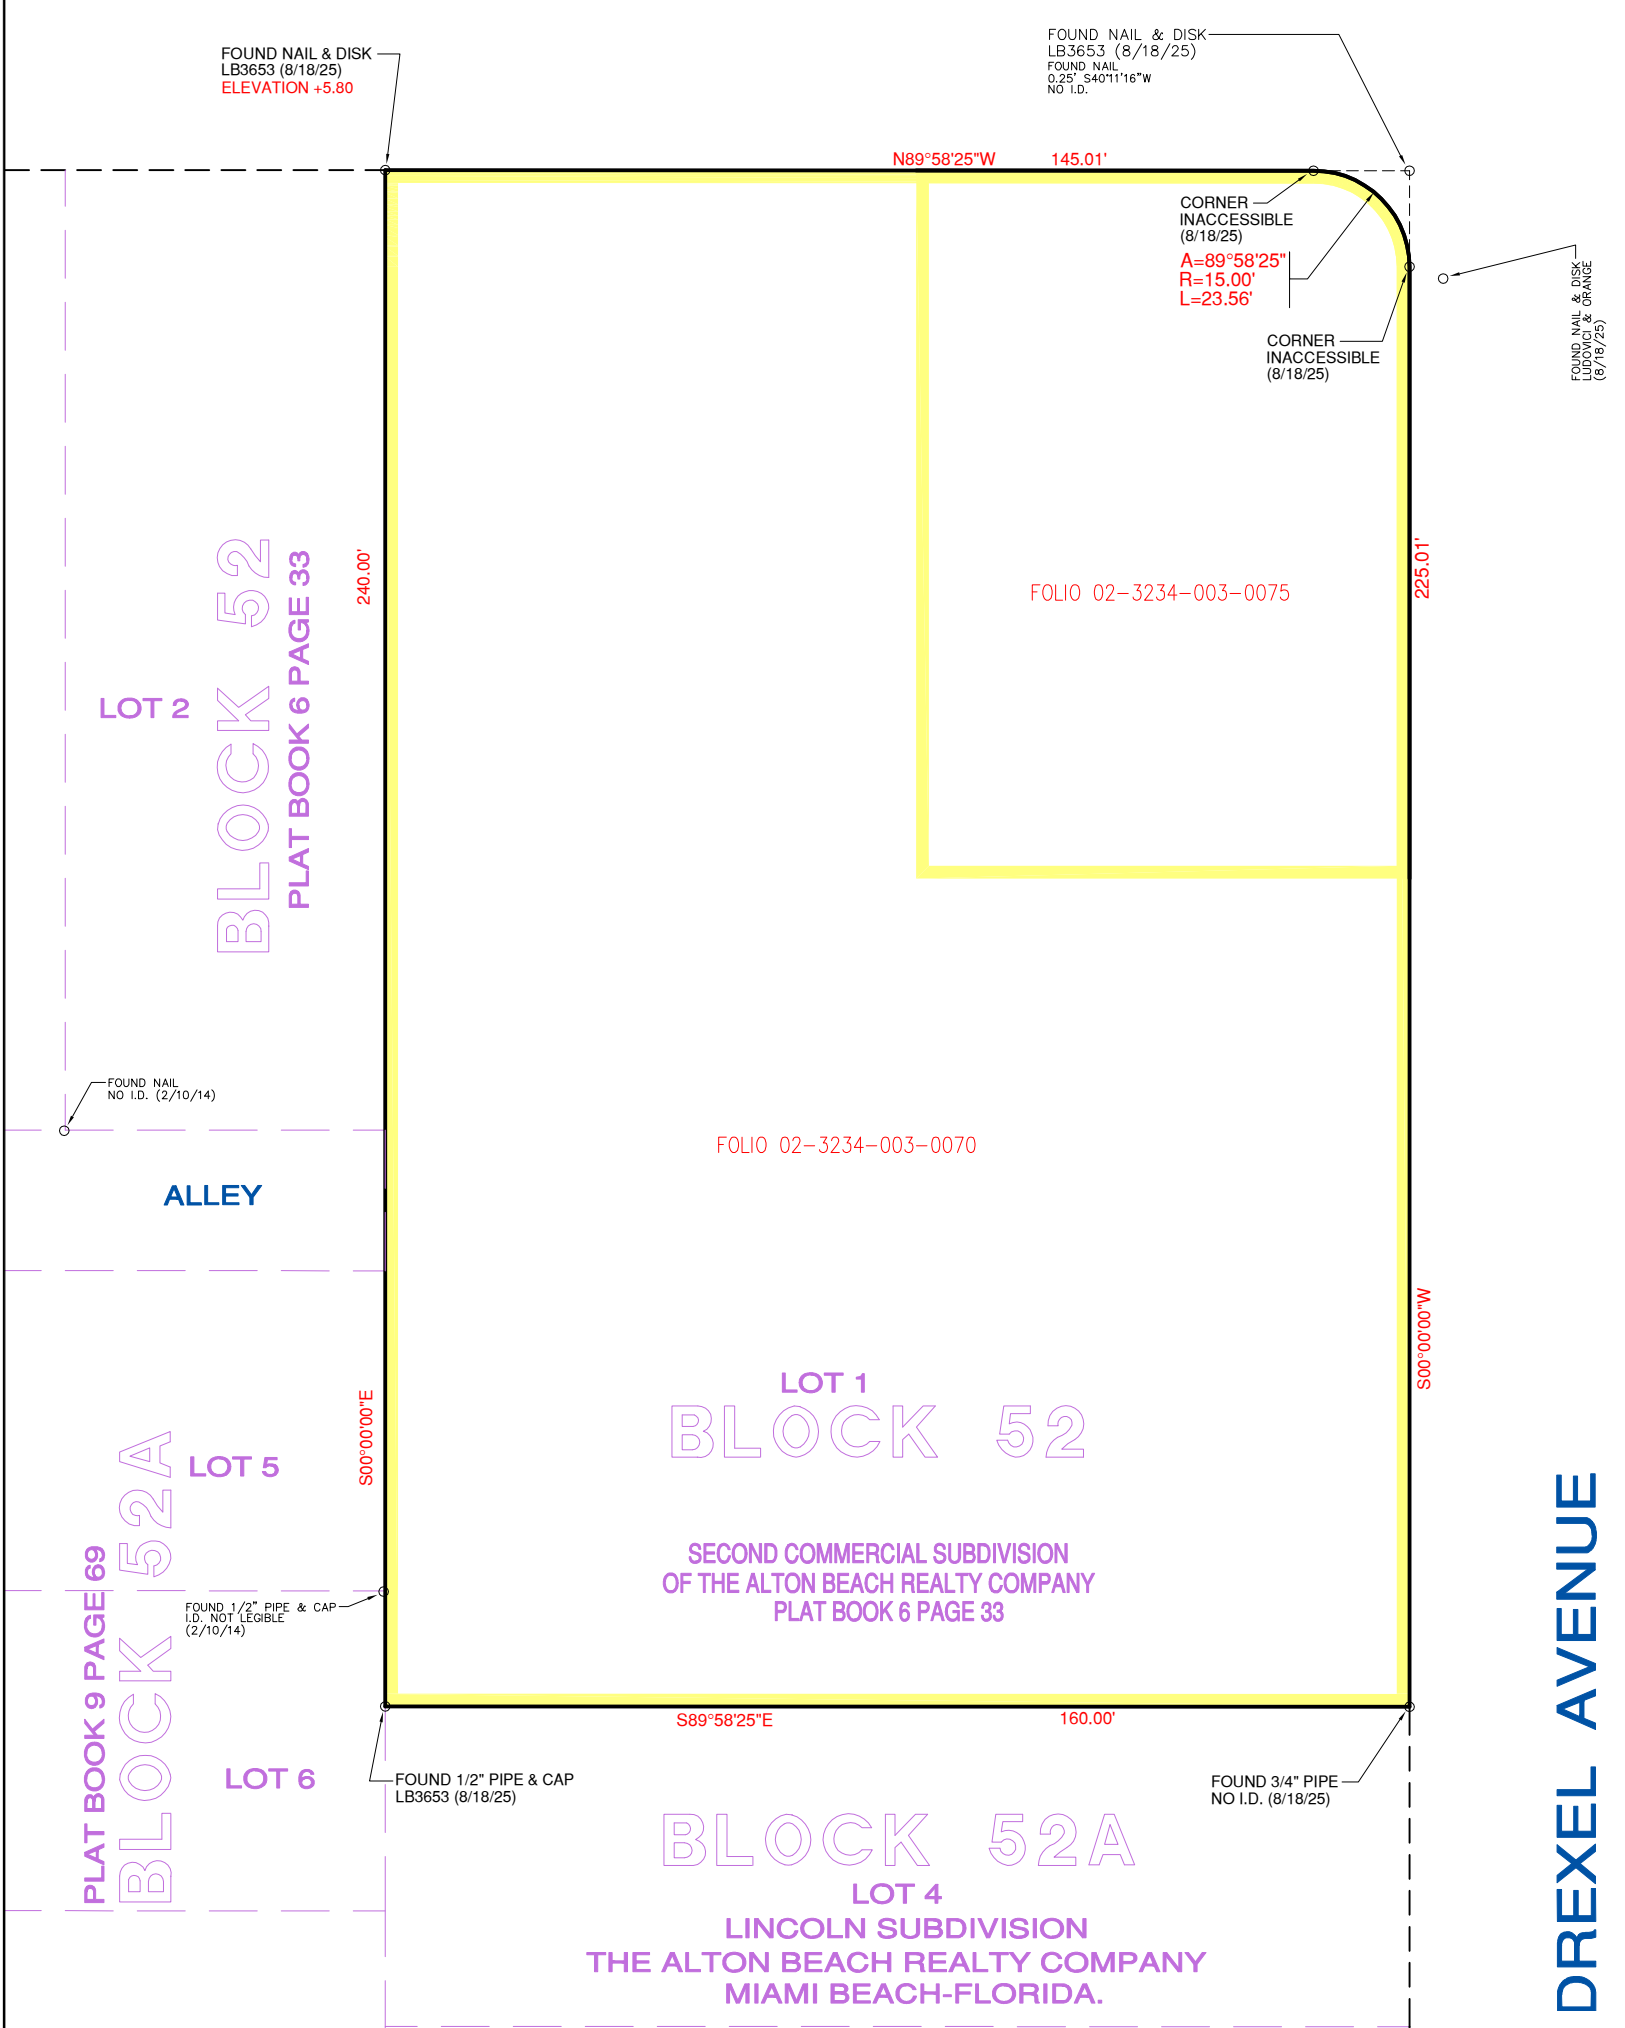 FOUND NAIL & DISK
LB3653 (8/18/25)
ELEVATION +5.80
FOUND NAIL & DISK
LB3653 (8/18/25)
FOUND NAIL
0.25' S40°11'16"W
NO I.D.
N89°58'25"W 145.01'
CORNER
INACCESSIBLE
(8/18/25)
A=89°58'25"
R=15.00'
L=23.56'
CORNER
INACCESSIBLE
(8/18/25)
FOUND NAIL & DISK
LUDOVICI & ORANGE
(8/18/25)
240.00'
225.01'
FOLIO 02-3234-003-0075
LOT 2
BLOCK 52
PLAT BOOK 6 PAGE 33
FOUND NAIL
NO I.D. (2/10/14)
ALLEY
FOLIO 02-3234-003-0070
S00°00'00"E
S00°00'00"W
LOT 1
BLOCK 52
SECOND COMMERCIAL SUBDIVISION
OF THE ALTON BEACH REALTY COMPANY
PLAT BOOK 6 PAGE 33
LOT 5
PLAT BOOK 9 PAGE 69
BLOCK 52A
FOUND 1/2" PIPE & CAP
I.D. NOT LEGIBLE
(2/10/14)
S89°58'25"E 160.00'
LOT 6
FOUND 1/2" PIPE & CAP
LB3653 (8/18/25)
FOUND 3/4" PIPE
NO I.D. (8/18/25)
BLOCK 52A
LOT 4
LINCOLN SUBDIVISION
THE ALTON BEACH REALTY COMPANY
MIAMI BEACH-FLORIDA.
DREXEL AVENUE